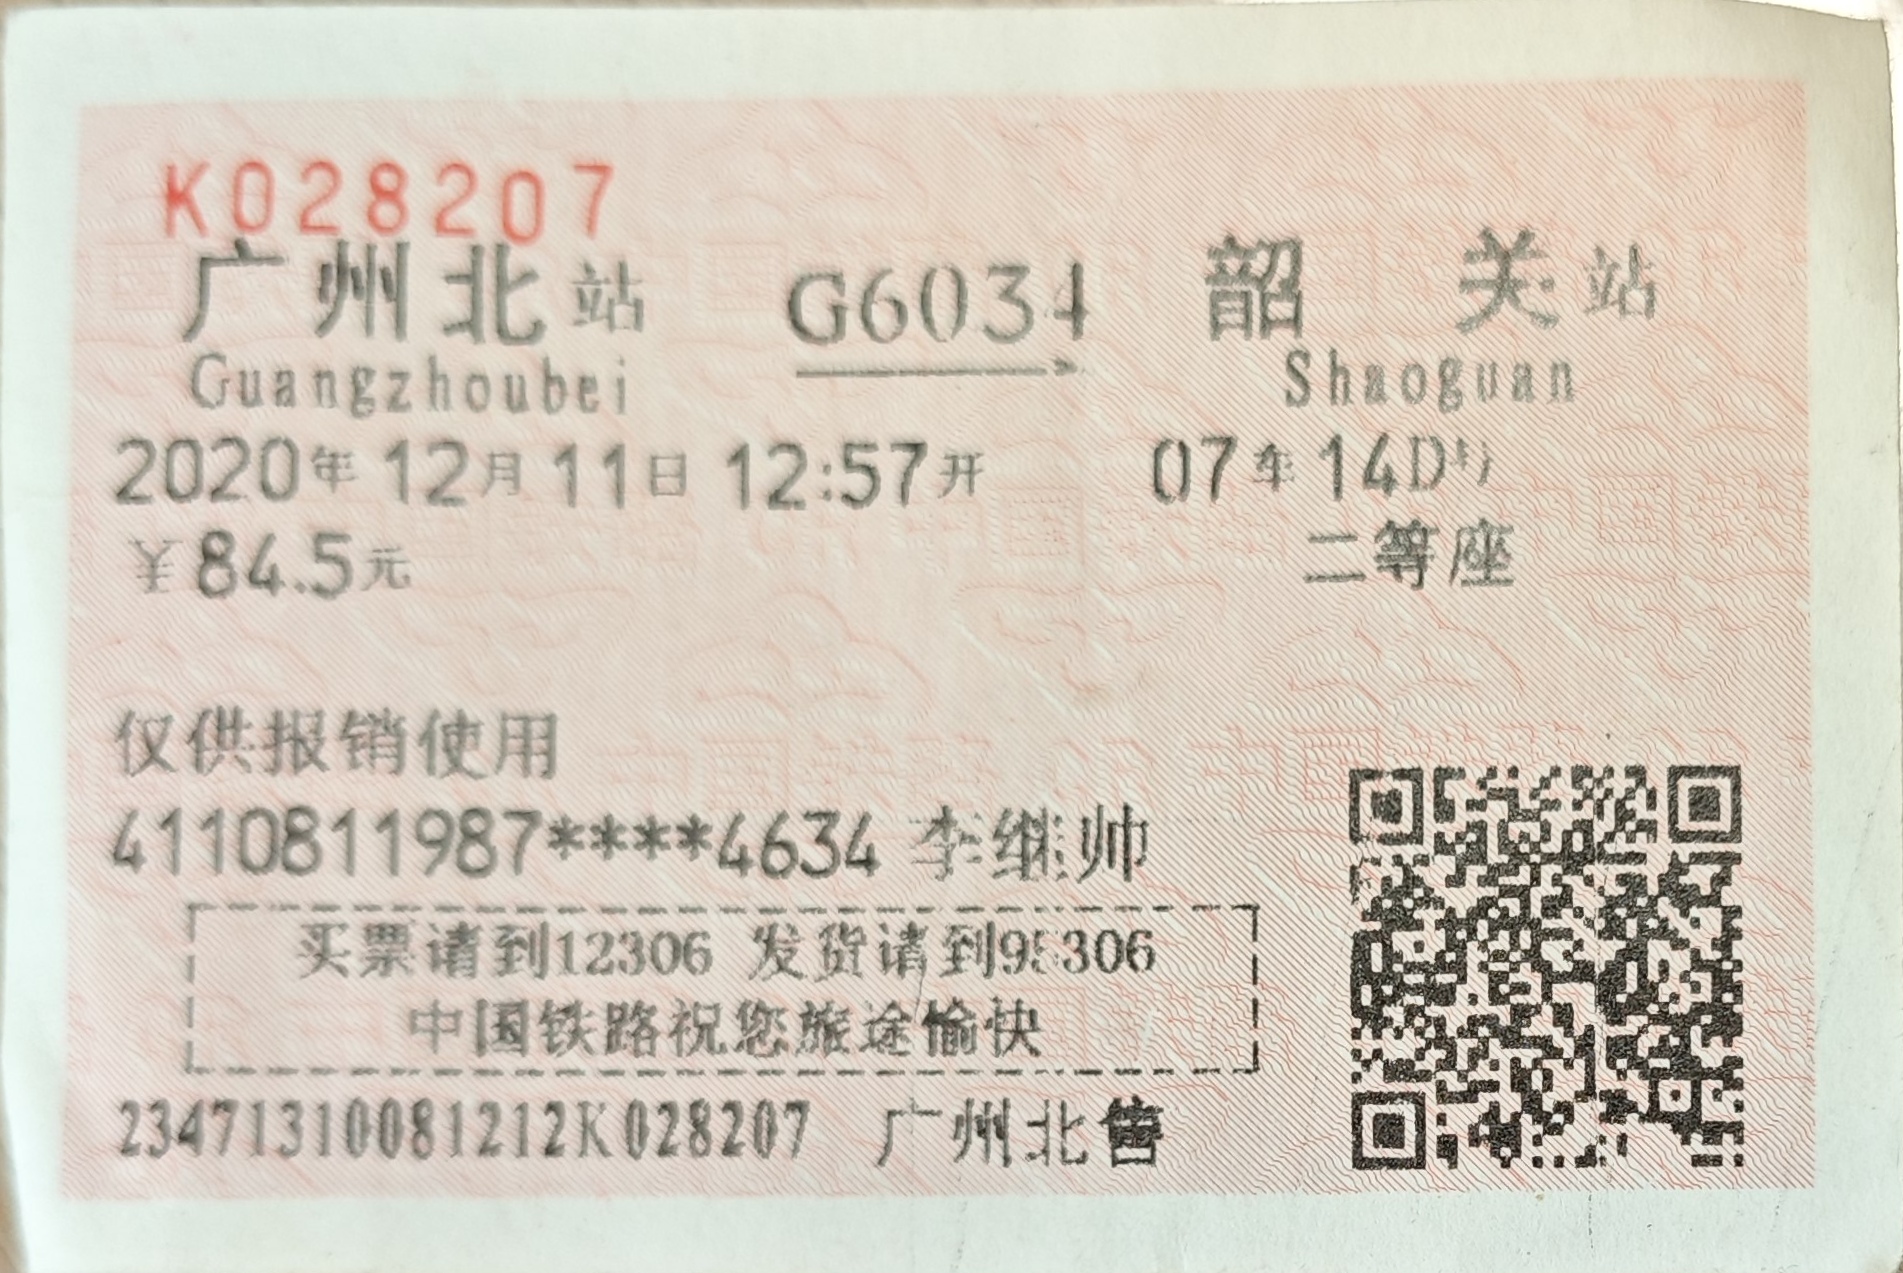 K028207
广州北站 G6034 韶关站
Guangzhoubei Shaoguan
2020年12月11日 12:57开 07车14D号
¥84.5元 二等座
仅供报销使用
4110811987****4634 李继帅
买票请到12306 发货请到95306
中国铁路祝您旅途愉快
23471310081212K028207 广州北售